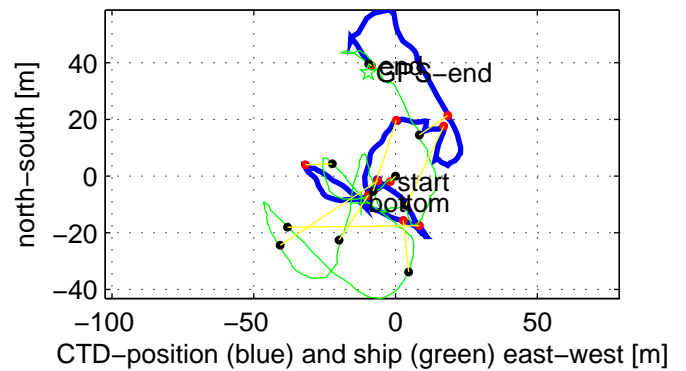 40
20
0
−20
−40
north−south [m]
end
GPS−end
start
bottom
−100
−50
0
50
CTD−position (blue) and ship (green) east−west [m]